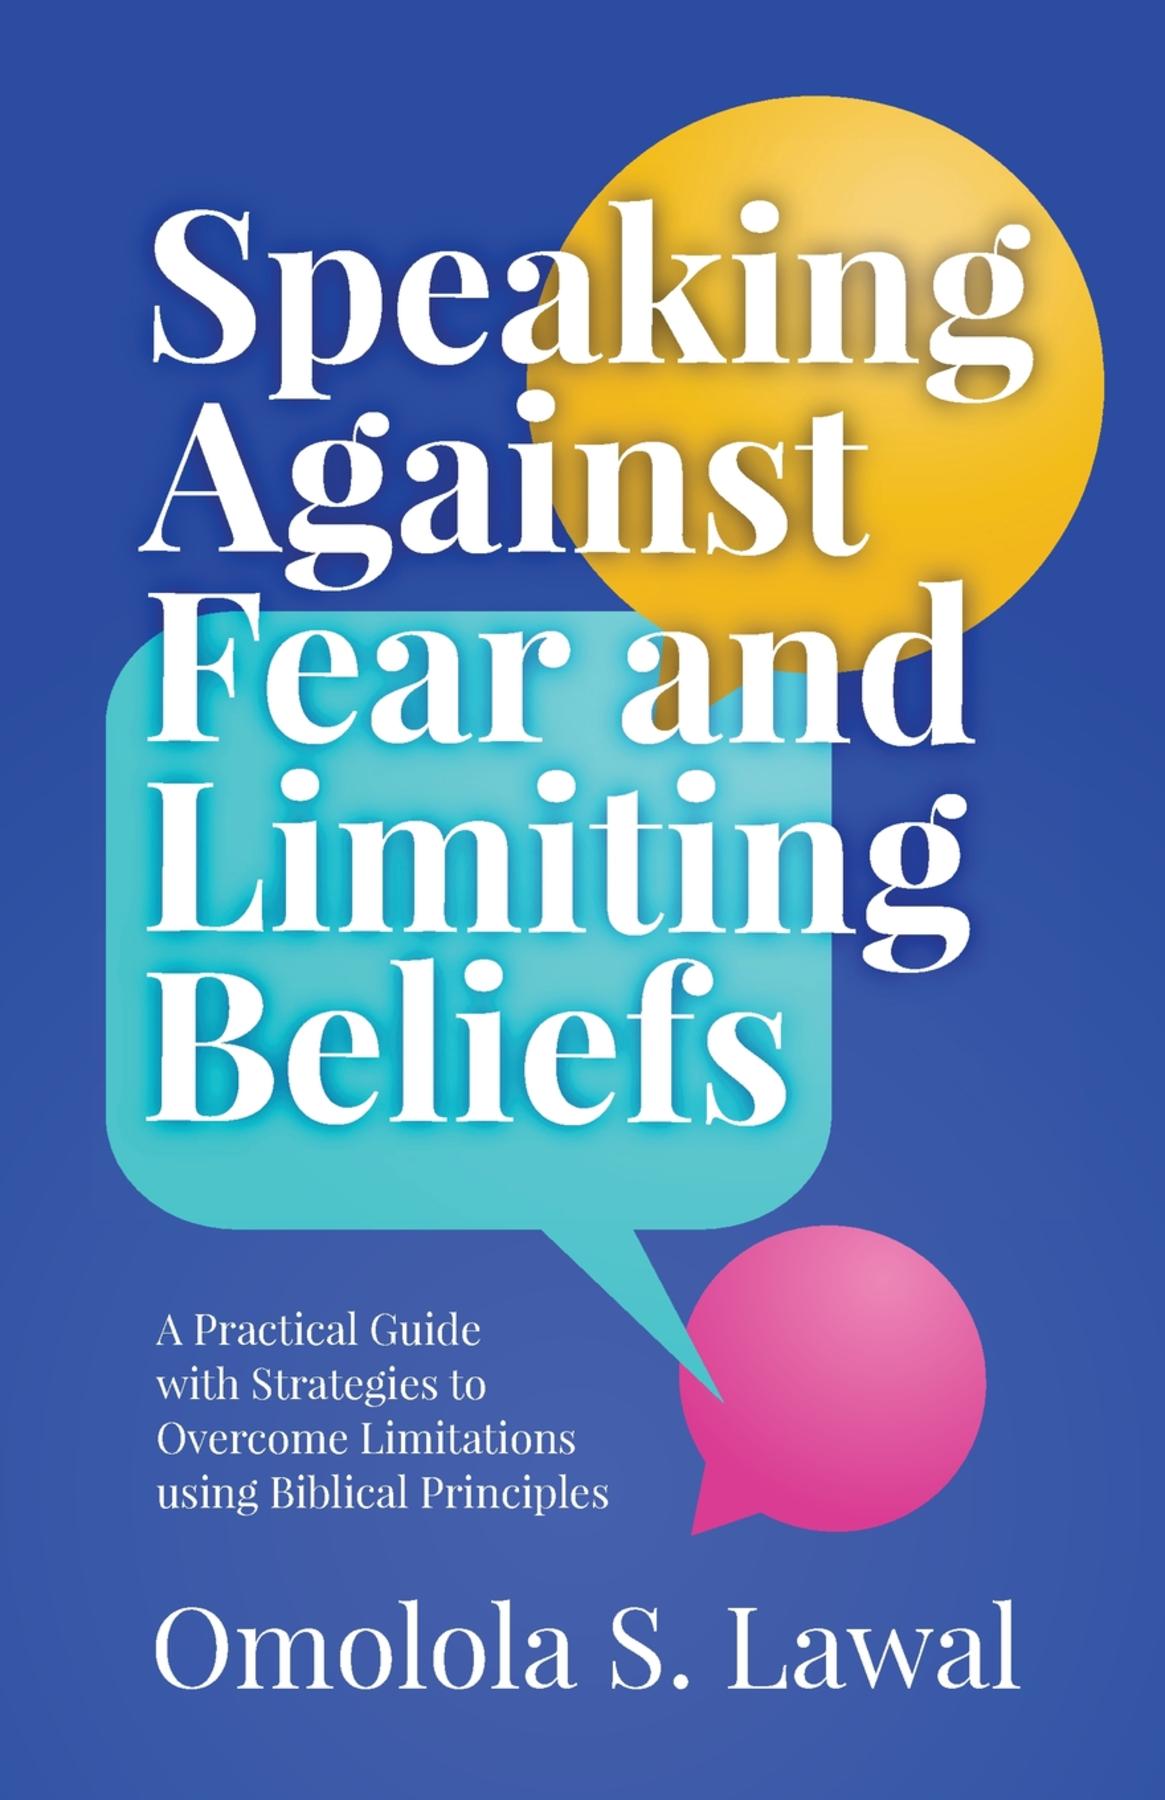 Speaking
Against
Fear and
Limiting
Beliefs
A Practical Guide
with Strategies to
Overcome Limitations
using Biblical Principles
Omolola S. Lawal